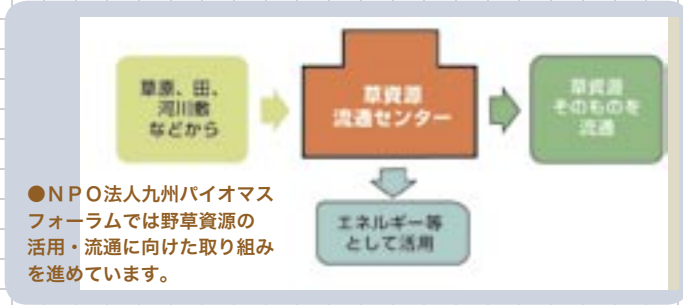 草原、田、
河川敷
などから
草資源
流通センター
草資源
そのものを
流通
エネルギー等
として活用
●ＮＰＯ法人九州バイオマス
フォーラムでは野草資源の
活用・流通に向けた取り組み
を進めています。